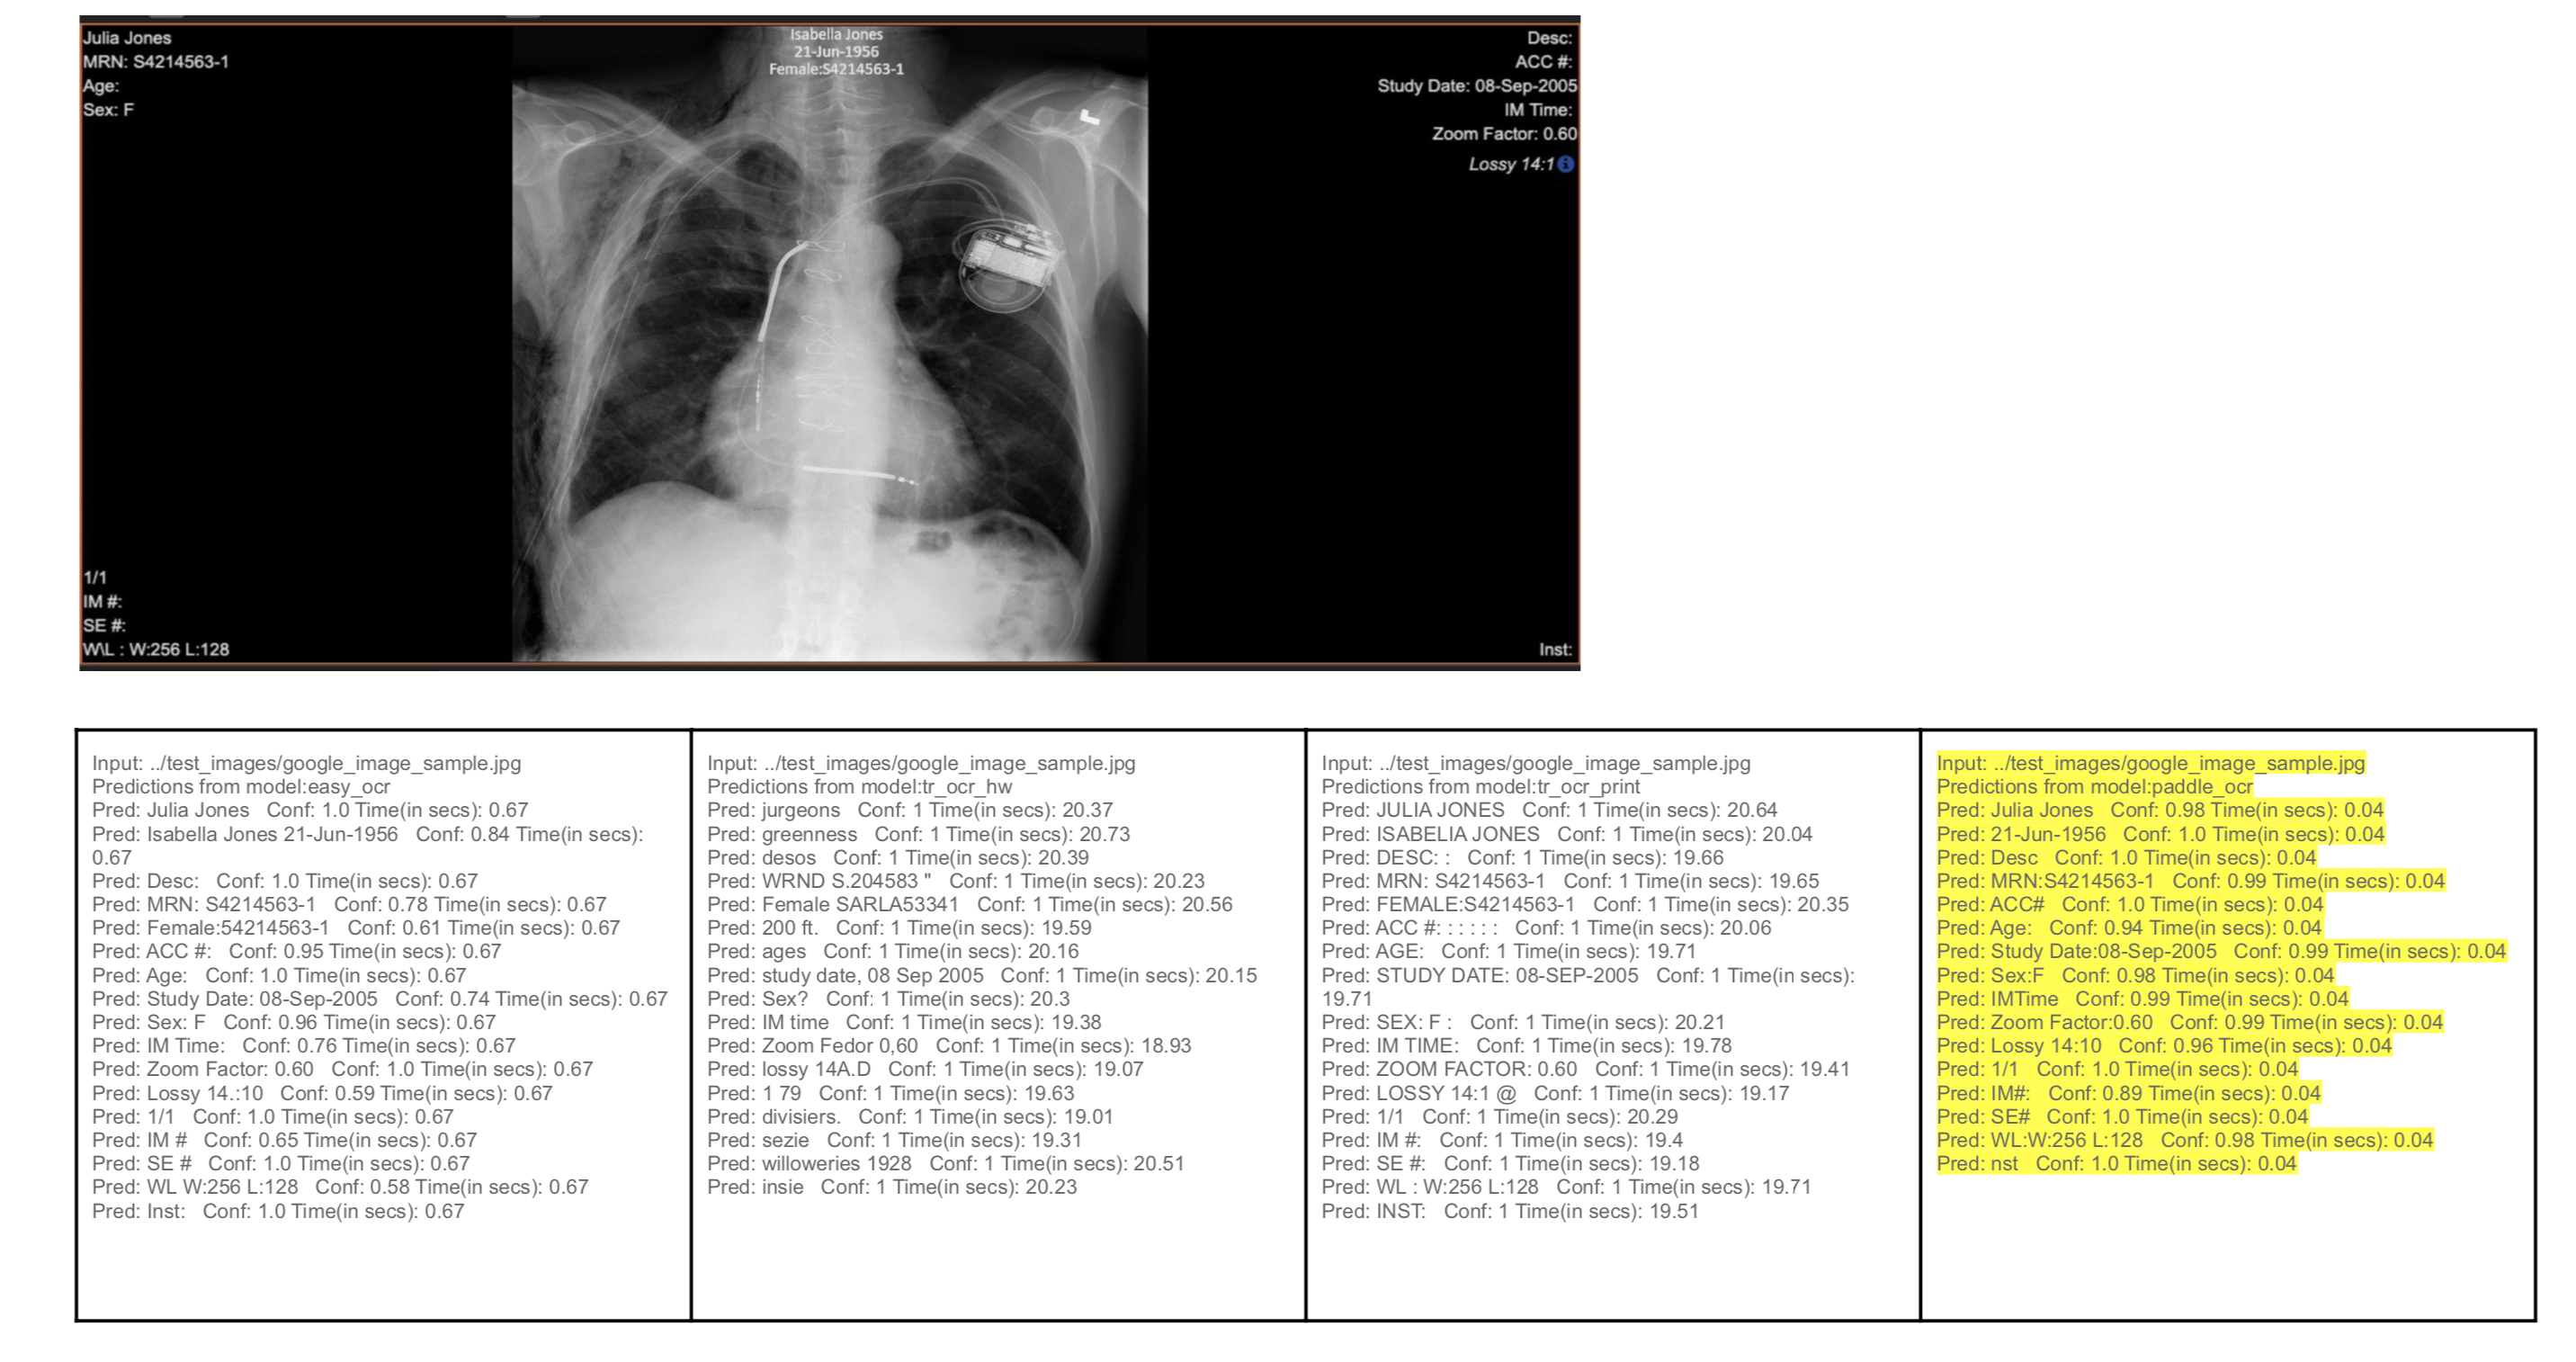 Julia Jones
MRN: S4214563-1
Age:
Sex: F
Isabella Jones
21-Jun-1956
Female:S4214563-1
L
Desc:
ACC #:
Study Date: 08-Sep-2005
IM Time:
Zoom Factor: 0.60
Lossy 14:1 i
1/1
IM #:
SE #:
W\L : W:256 L:128
Inst:
Input: ../test_images/google_image_sample.jpg
Predictions from model:easy_ocr
Pred: Julia Jones Conf: 1.0 Time(in secs): 0.67
Pred: Isabella Jones 21-Jun-1956 Conf: 0.84 Time(in secs):
0.67
Pred: Desc: Conf: 1.0 Time(in secs): 0.67
Pred: MRN: S4214563-1 Conf: 0.78 Time(in secs): 0.67
Pred: Female:54214563-1 Conf: 0.61 Time(in secs): 0.67
Pred: ACC #: Conf: 0.95 Time(in secs): 0.67
Pred: Age: Conf: 1.0 Time(in secs): 0.67
Pred: Study Date: 08-Sep-2005 Conf: 0.74 Time(in secs): 0.67
Pred: Sex: F Conf: 0.96 Time(in secs): 0.67
Pred: IM Time: Conf: 0.76 Time(in secs): 0.67
Pred: Zoom Factor: 0.60 Conf: 1.0 Time(in secs): 0.67
Pred: Lossy 14.:10 Conf: 0.59 Time(in secs): 0.67
Pred: 1/1 Conf: 1.0 Time(in secs): 0.67
Pred: IM # Conf: 0.65 Time(in secs): 0.67
Pred: SE # Conf: 1.0 Time(in secs): 0.67
Pred: WL W:256 L:128 Conf: 0.58 Time(in secs): 0.67
Pred: Inst: Conf: 1.0 Time(in secs): 0.67
Input: ../test_images/google_image_sample.jpg
Predictions from model:tr_ocr_hw
Pred: jurgeons Conf: 1 Time(in secs): 20.37
Pred: greenness Conf: 1 Time(in secs): 20.73
Pred: desos Conf: 1 Time(in secs): 20.39
Pred: WRND S.204583 " Conf: 1 Time(in secs): 20.23
Pred: Female SARLA53341 Conf: 1 Time(in secs): 20.56
Pred: 200 ft. Conf: 1 Time(in secs): 19.59
Pred: ages Conf: 1 Time(in secs): 20.16
Pred: study date, 08 Sep 2005 Conf: 1 Time(in secs): 20.15
Pred: Sex? Conf: 1 Time(in secs): 20.3
Pred: IM time Conf: 1 Time(in secs): 19.38
Pred: Zoom Fedor 0,60 Conf: 1 Time(in secs): 18.93
Pred: lossy 14A.D Conf: 1 Time(in secs): 19.07
Pred: 1 79 Conf: 1 Time(in secs): 19.63
Pred: divisiers. Conf: 1 Time(in secs): 19.01
Pred: sezie Conf: 1 Time(in secs): 19.31
Pred: willoweries 1928 Conf: 1 Time(in secs): 20.51
Pred: insie Conf: 1 Time(in secs): 20.23
Input: ../test_images/google_image_sample.jpg
Predictions from model:tr_ocr_print
Pred: JULIA JONES Conf: 1 Time(in secs): 20.64
Pred: ISABELIA JONES Conf: 1 Time(in secs): 20.04
Pred: DESC: : Conf: 1 Time(in secs): 19.66
Pred: MRN: S4214563-1 Conf: 1 Time(in secs): 19.65
Pred: FEMALE:S4214563-1 Conf: 1 Time(in secs): 20.35
Pred: ACC #: : : : : : Conf: 1 Time(in secs): 20.06
Pred: AGE: Conf: 1 Time(in secs): 19.71
Pred: STUDY DATE: 08-SEP-2005 Conf: 1 Time(in secs):
19.71
Pred: SEX: F : Conf: 1 Time(in secs): 20.21
Pred: IM TIME: Conf: 1 Time(in secs): 19.78
Pred: ZOOM FACTOR: 0.60 Conf: 1 Time(in secs): 19.41
Pred: LOSSY 14:1 @ Conf: 1 Time(in secs): 19.17
Pred: 1/1 Conf: 1 Time(in secs): 20.29
Pred: IM #: Conf: 1 Time(in secs): 19.4
Pred: SE #: Conf: 1 Time(in secs): 19.18
Pred: WL : W:256 L:128 Conf: 1 Time(in secs): 19.71
Pred: INST: Conf: 1 Time(in secs): 19.51
Input: ../test_images/google_image_sample.jpg
Predictions from model:paddle_ocr
Pred: Julia Jones Conf: 0.98 Time(in secs): 0.04
Pred: 21-Jun-1956 Conf: 1.0 Time(in secs): 0.04
Pred: Desc Conf: 1.0 Time(in secs): 0.04
Pred: MRN:S4214563-1 Conf: 0.99 Time(in secs): 0.04
Pred: ACC# Conf: 1.0 Time(in secs): 0.04
Pred: Age: Conf: 0.94 Time(in secs): 0.04
Pred: Study Date:08-Sep-2005 Conf: 0.99 Time(in secs): 0.04
Pred: Sex:F Conf: 0.98 Time(in secs): 0.04
Pred: IMTime Conf: 0.99 Time(in secs): 0.04
Pred: Zoom Factor:0.60 Conf: 0.99 Time(in secs): 0.04
Pred: Lossy 14:10 Conf: 0.96 Time(in secs): 0.04
Pred: 1/1 Conf: 1.0 Time(in secs): 0.04
Pred: IM#: Conf: 0.89 Time(in secs): 0.04
Pred: SE# Conf: 1.0 Time(in secs): 0.04
Pred: WL:W:256 L:128 Conf: 0.98 Time(in secs): 0.04
Pred: nst Conf: 1.0 Time(in secs): 0.04